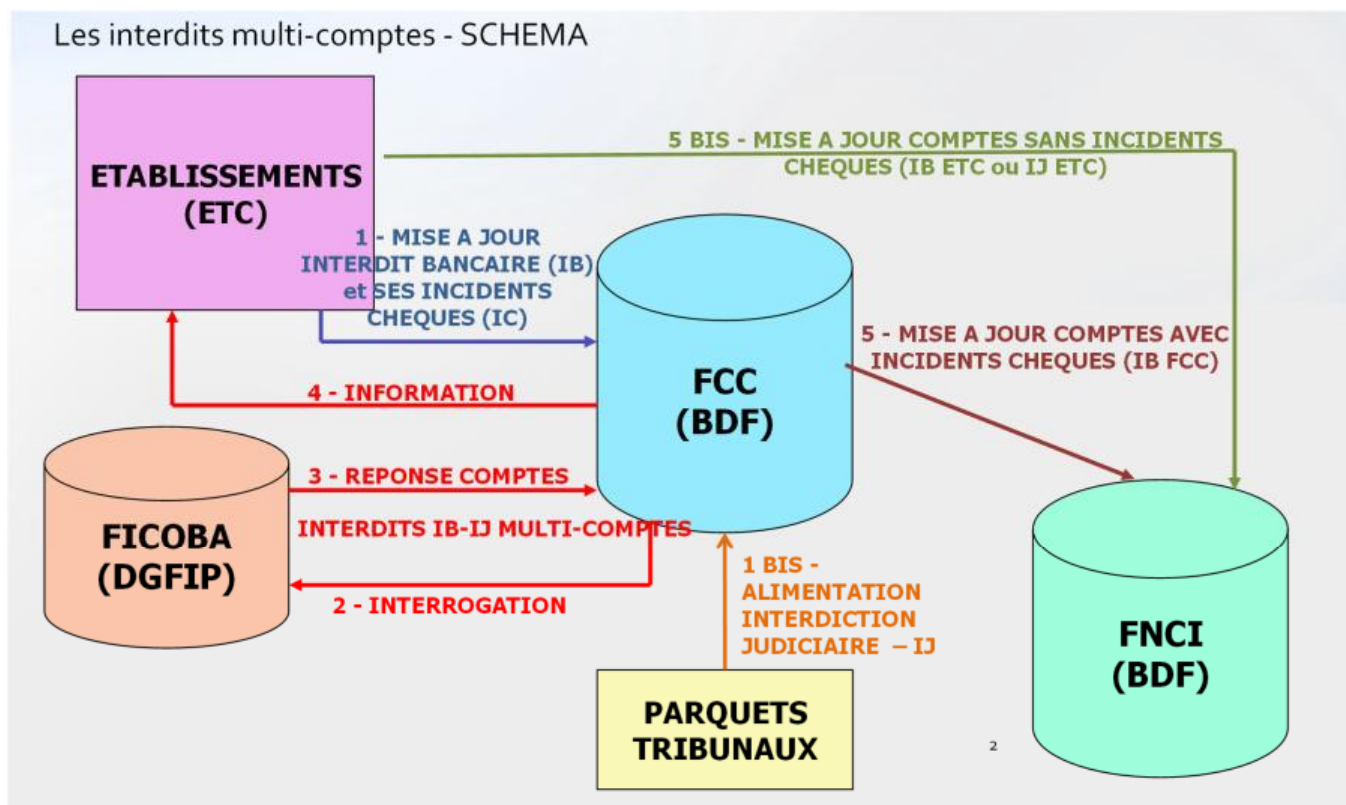 Les interdits multi-comptes - SCHEMA
ETABLISSEMENTS
(ETC)
5 BIS - MISE A JOUR COMPTES SANS INCIDENTS
CHEQUES (IB ETC ou IJ ETC)
1 - MISE A JOUR
INTERDIT BANCAIRE (IB)
et SES INCIDENTS
CHEQUES (IC)
FCC
(BDF)
5 - MISE A JOUR COMPTES AVEC
INCIDENTS CHEQUES (IB FCC)
4 - INFORMATION
3 - REPONSE COMPTES
INTERDITS IB-IJ MULTI-COMPTES
2 - INTERROGATION
FICOBA
(DGFIP)
1 BIS -
ALIMENTATION
INTERDICTION
JUDICIAIRE – IJ
PARQUETS
TRIBUNAUX
FNCI
(BDF)
2